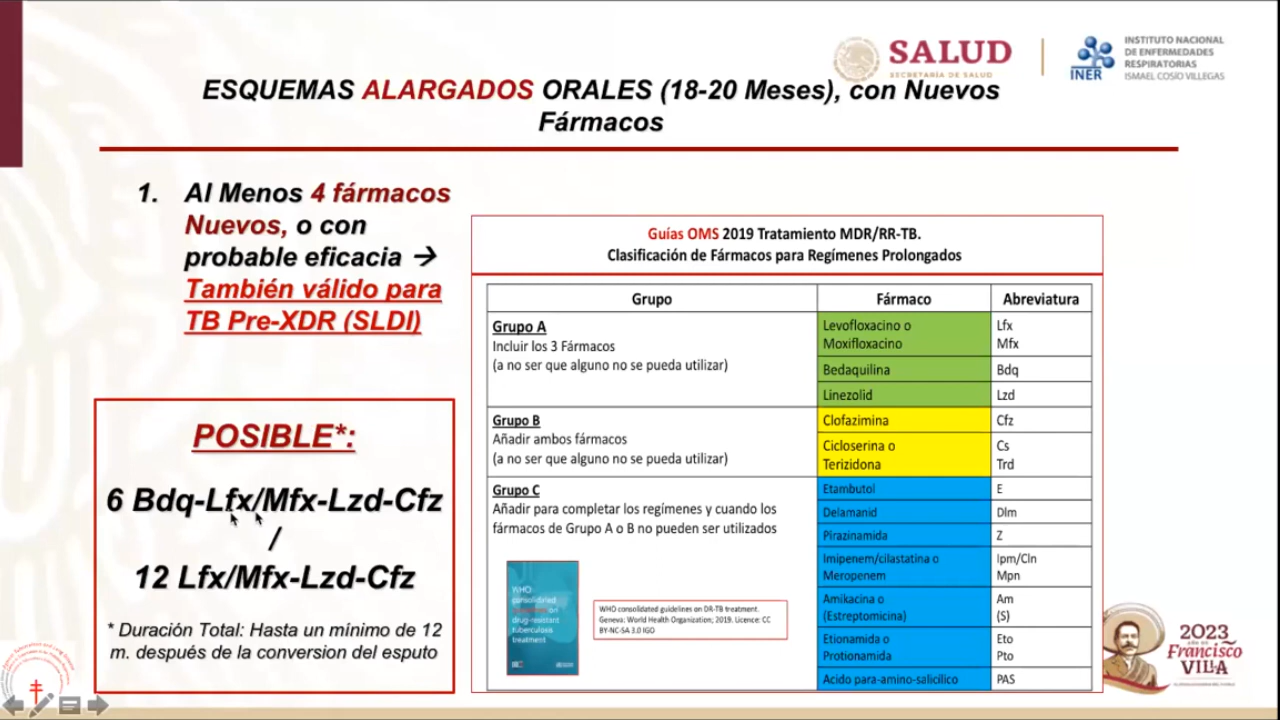 SALUD
SECRETARÍA DE SALUD
INER
INSTITUTO NACIONAL
DE ENFERMEDADES
RESPIRATORIAS
ISMAEL COSÍO VILLEGAS
ESQUEMAS ALARGADOS ORALES (18-20 Meses), con Nuevos
Fármacos
1. Al Menos 4 fármacos
Nuevos, o con
probable eficacia →
También válido para
TB Pre-XDR (SLDI)
POSIBLE*:
6 Bdq-Lfx/Mfx-Lzd-Cfz
/
12 Lfx/Mfx-Lzd-Cfz
* Duración Total: Hasta un mínimo de 12
m. después de la conversion del esputo
Guías OMS 2019 Tratamiento MDR/RR-TB.
Clasificación de Fármacos para Regímenes Prolongados
Grupo Fármaco Abreviatura
Grupo A
Incluir los 3 Fármacos
(a no ser que alguno no se pueda utilizar)
Levofloxacino o Lfx
Moxifloxacino Mfx
Bedaquilina Bdq
Linezolid Lzd
Grupo B
Añadir ambos fármacos
(a no ser que alguno no se pueda utilizar)
Clofazimina Cfz
Cicloserina o Cs
Terizidona Trd
Grupo C
Añadir para completar los regímenes y cuando los
fármacos de Grupo A o B no pueden ser utilizados
Etambutol E
Delamanid Dlm
Pirazinamida Z
Imipenem/cilastatina o Ipm/Cln
Meropenem Mpn
Amikacina o Am
(Estreptomicina) (S)
Etionamida o Eto
Protionamida Pto
Acido para-amino-salicílico PAS
WHO
consolidated
on
drug-resistant
tuberculosis
treatment
WHO consolidated guidelines on DR-TB treatment.
Geneva: World Health Organization; 2019. Licence: CC
BY-NC-SA 3.0 IGO
2023
Francisco
VILLA